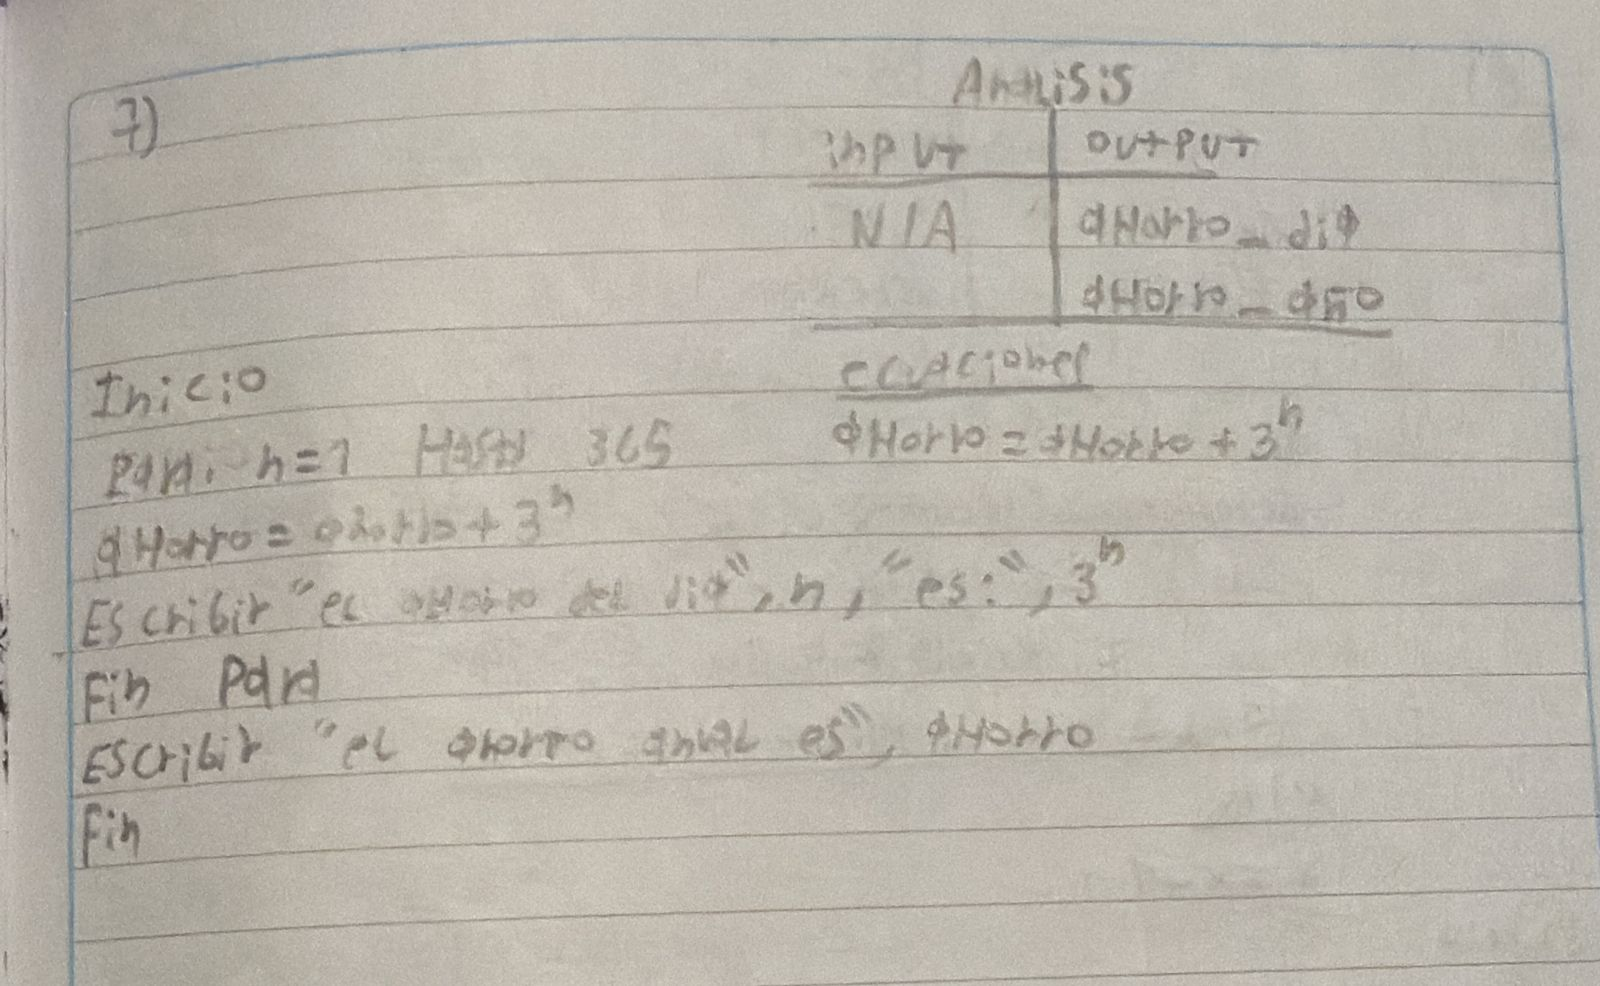 7)
Analisis
input output
N/A aHorro_dia
aHorro_año
ecuaciones
aHorro = aHorro + 3^n
Inicio
Para n=1 Hasta 365
aHorro = ahorro + 3^n
Escribir "el aHorro del dia", n, "es:", 3^n
Fin Para
Escribir "el ahorro anual es", aHorro
Fin